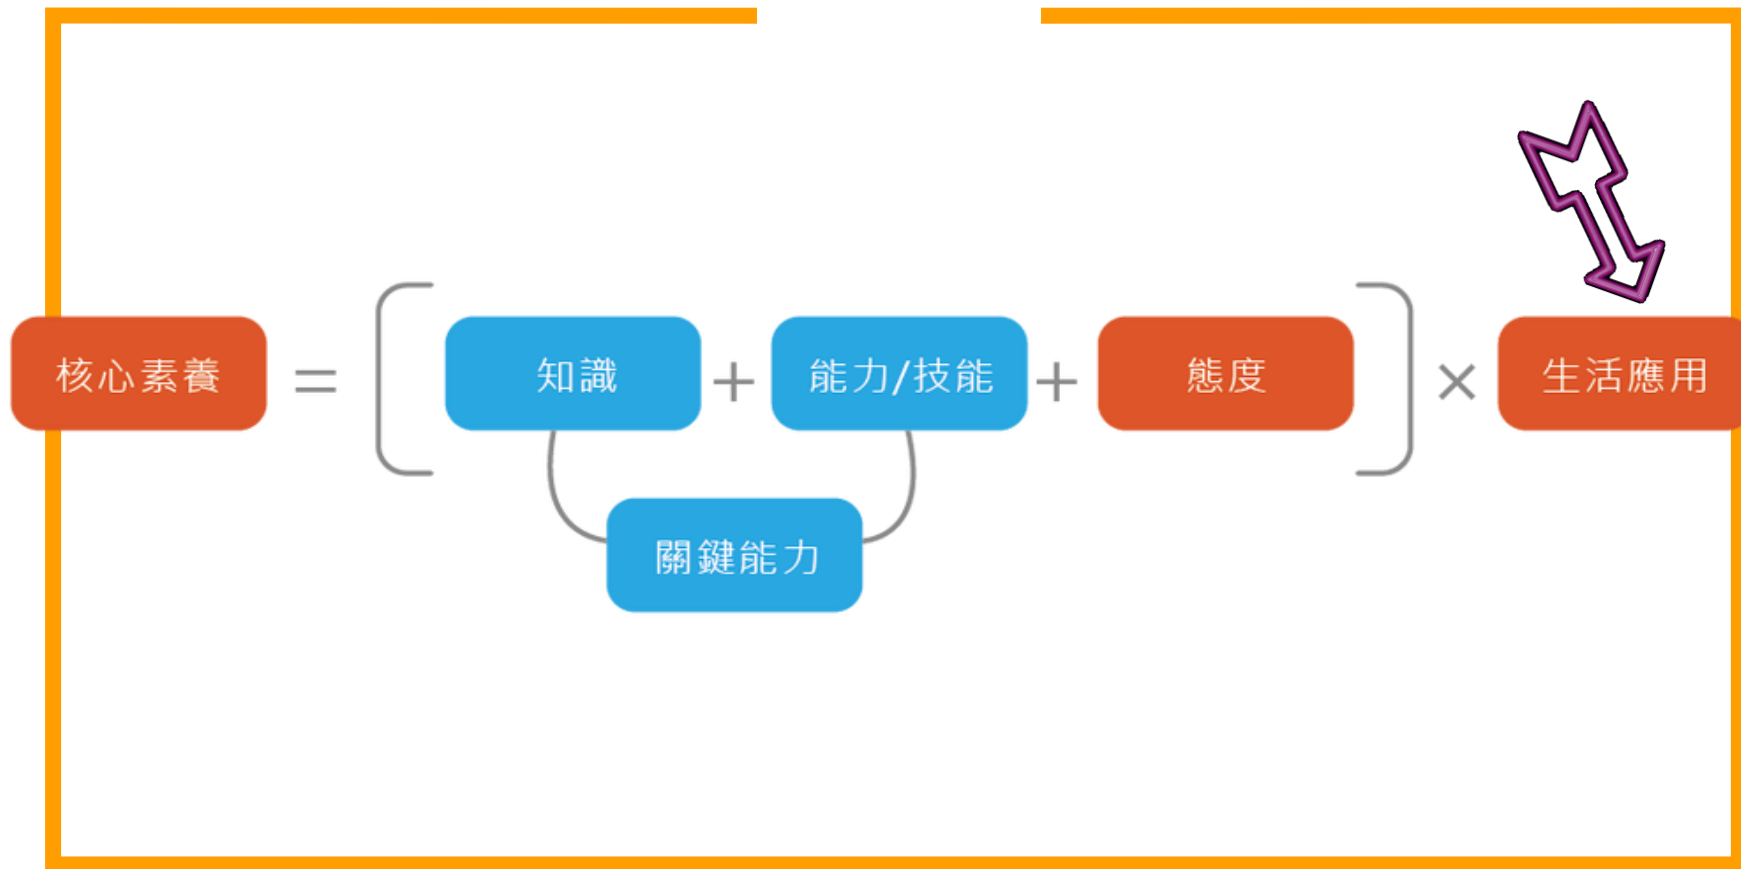 核心素養 = [ 知識 + 能力/技能 + 態度 ] × 生活應用
關鍵能力